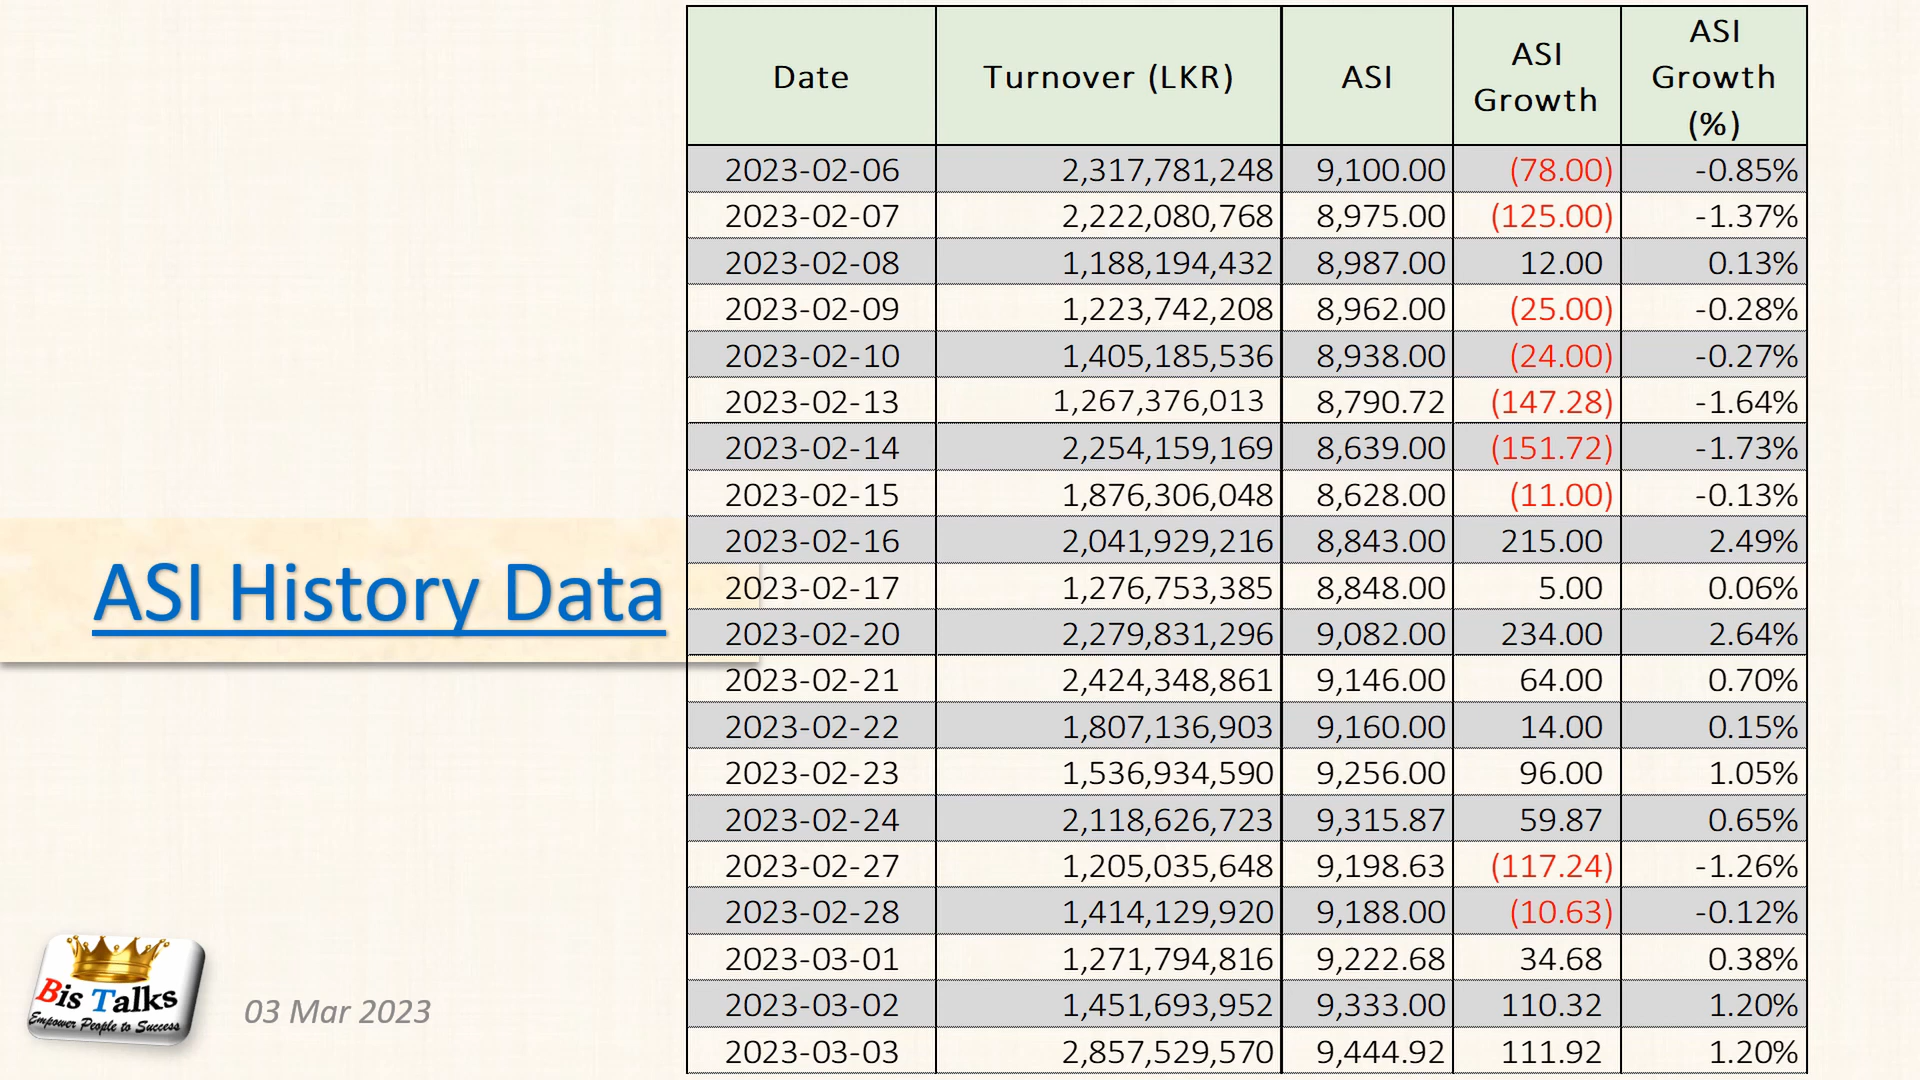 Date Turnover (LKR) ASI ASI Growth ASI Growth (%)
2023-02-06 2,317,781,248 9,100.00 (78.00) -0.85%
2023-02-07 2,222,080,768 8,975.00 (125.00) -1.37%
2023-02-08 1,188,194,432 8,987.00 12.00 0.13%
2023-02-09 1,223,742,208 8,962.00 (25.00) -0.28%
2023-02-10 1,405,185,536 8,938.00 (24.00) -0.27%
2023-02-13 1,267,376,013 8,790.72 (147.28) -1.64%
2023-02-14 2,254,159,169 8,639.00 (151.72) -1.73%
2023-02-15 1,876,306,048 8,628.00 (11.00) -0.13%
2023-02-16 2,041,929,216 8,843.00 215.00 2.49%
2023-02-17 1,276,753,385 8,848.00 5.00 0.06%
2023-02-20 2,279,831,296 9,082.00 234.00 2.64%
2023-02-21 2,424,348,861 9,146.00 64.00 0.70%
2023-02-22 1,807,136,903 9,160.00 14.00 0.15%
2023-02-23 1,536,934,590 9,256.00 96.00 1.05%
2023-02-24 2,118,626,723 9,315.87 59.87 0.65%
2023-02-27 1,205,035,648 9,198.63 (117.24) -1.26%
2023-02-28 1,414,129,920 9,188.00 (10.63) -0.12%
2023-03-01 1,271,794,816 9,222.68 34.68 0.38%
2023-03-02 1,451,693,952 9,333.00 110.32 1.20%
2023-03-03 2,857,529,570 9,444.92 111.92 1.20%
ASI History Data
Bis Talks
Empower People to Success
03 Mar 2023